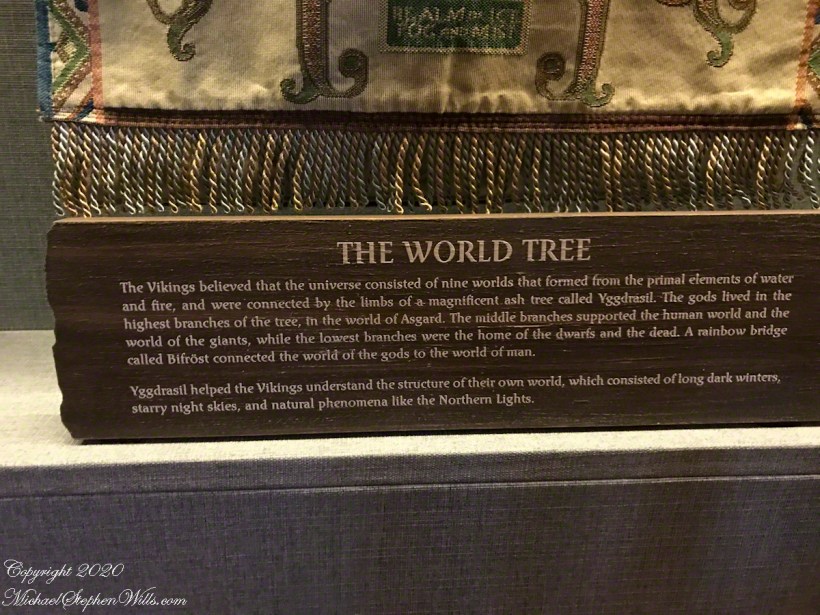 REALM OF ICE
FOG AND MIST
THE WORLD TREE
The Vikings believed that the universe consisted of nine worlds that formed from the primal elements of water
and fire, and were connected by the limbs of a magnificent ash tree called Yggdrasil. The gods lived in the
highest branches of the tree, in the world of Asgard. The middle branches supported the human world and the
world of the giants, while the lowest branches were the home of the dwarfs and the dead. A rainbow bridge
called Bifröst connected the world of the gods to the world of man.
Yggdrasil helped the Vikings understand the structure of their own world, which consisted of long dark winters,
starry night skies, and natural phenomena like the Northern Lights.
Copyright 2020
MichaelStephenWills.com